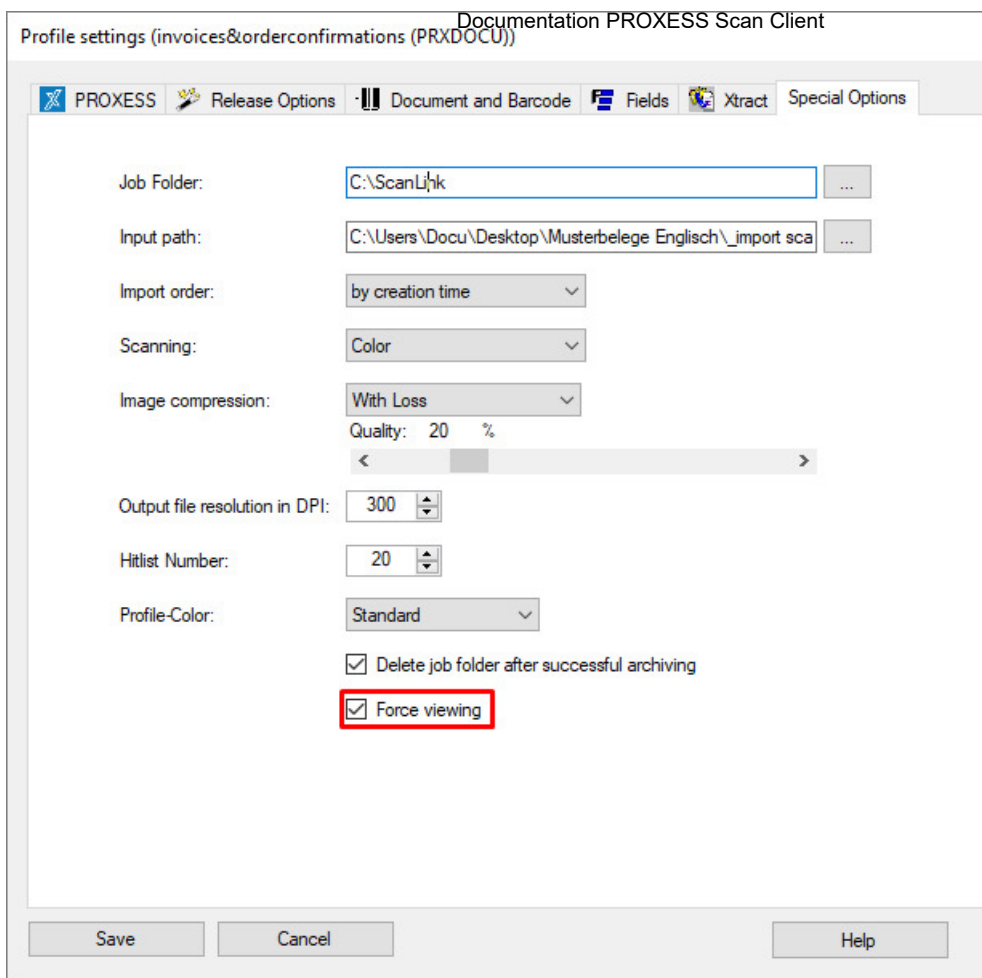 Documentation PROXESS Scan Client
Profile settings (invoices&orderconfirmations (PRXDOCU))
PROXESS Release Options Document and Barcode Fields Xtract Special Options
Job Folder: C:\ScanLink ...
Input path: C:\Users\Docu\Desktop\Musterbelege Englisch\_import sca ...
Import order: by creation time
Scanning: Color
Image compression: With Loss
Quality: 20 %
Output file resolution in DPI: 300
Hitlist Number: 20
Profile-Color: Standard
Delete job folder after successful archiving
Force viewing
Save Cancel Help